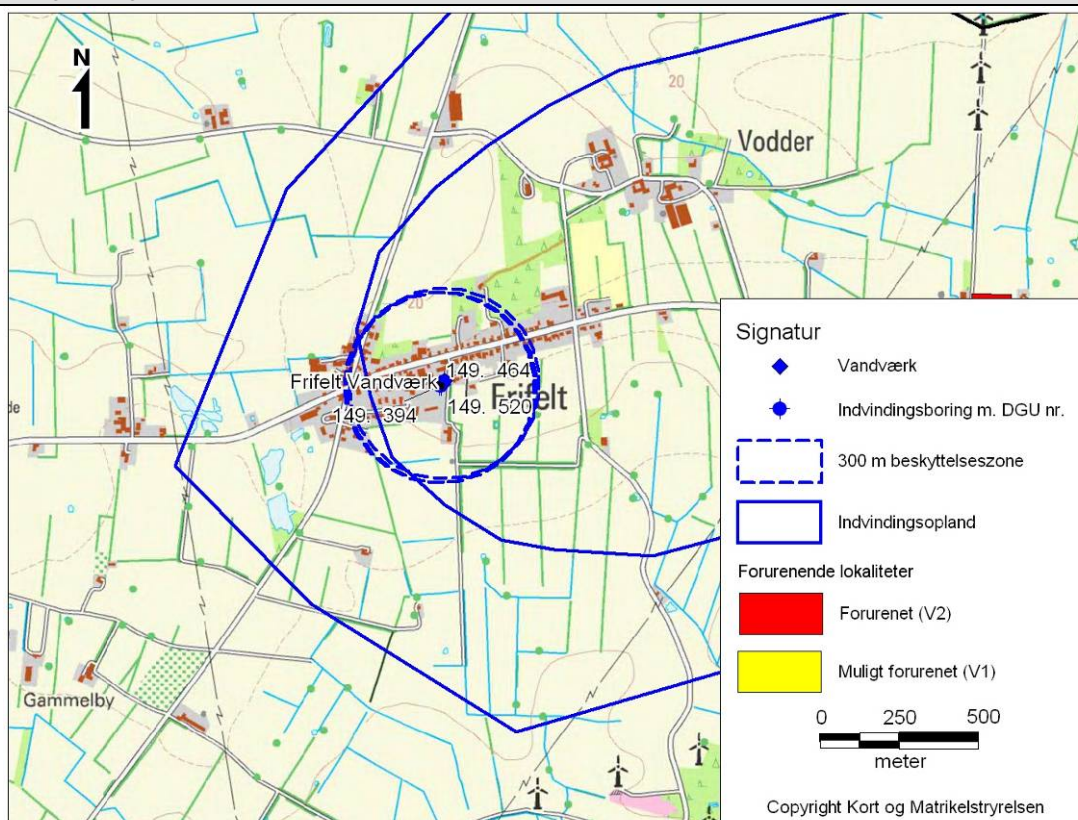 N
20
Vodder
20
149. 464
Frifelt Vandværk
Frifelt
149. 394
149. 520
de
Gammelby
Signatur
Vandværk
Indvindingsboring m. DGU nr.
300 m beskyttelseszone
Indvindingsopland
Forurenende lokaliteter
Forurenet (V2)
Muligt forurenet (V1)
0 250 500
meter
Copyright Kort og Matrikelstryrelsen